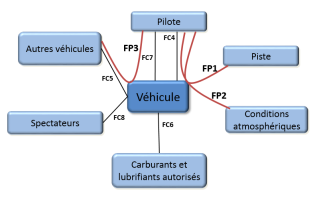 Pilote
Autres véhicules
FP3
FC4
FC7
Piste
FP1
FC5
Véhicule
FP2
Spectateurs
FC8
Conditions
atmosphériques
FC6
Carburants et
lubrifiants autorisés